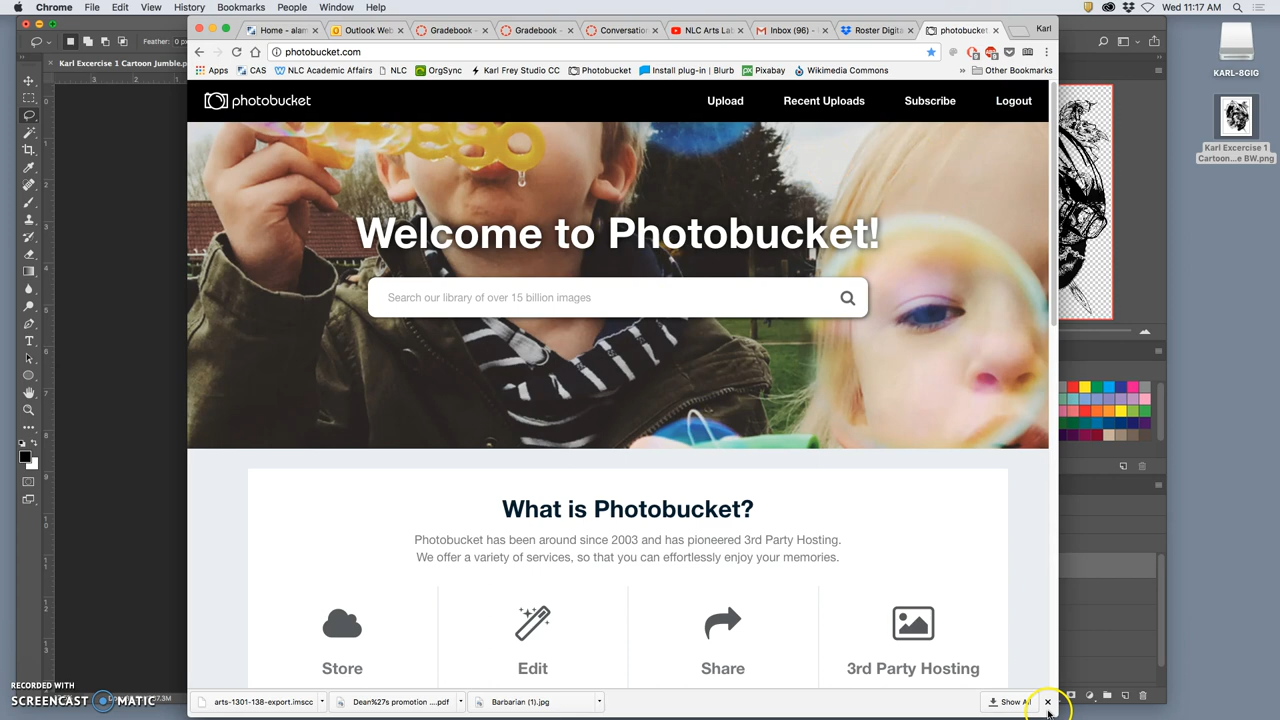 Chrome File Edit View History Bookmarks People Window Help Wed 11:17 AM
Home - alam Outlook Web Gradebook Gradebook Conversatio NLC Arts La Inbox (96) - Roster Digita photobucket Karl
photobucket.com
Apps CAS NLC Academic Affairs NLC OrgSync Karl Frey Studio CC Photobucket Install plug-in | Blurb Pixabay Wikimedia Commons » Other Bookmarks
Feather: 0 p
Karl Excercise 1 Cartoon Jumble.p
photobucket Upload Recent Uploads Subscribe Logout
KARL-8GIG
Karl Excercise 1
Cartoon...e BW.png
Welcome to Photobucket!
Search our library of over 15 billion images
What is Photobucket?
Photobucket has been around since 2003 and has pioneered 3rd Party Hosting.
We offer a variety of services, so that you can effortlessly enjoy your memories.
Store Edit Share 3rd Party Hosting
arts-1301-138-export.imscc Dean%27s promotion ....pdf Barbarian (1).jpg Show All
RECORDED WITH
SCREENCAST MATIC